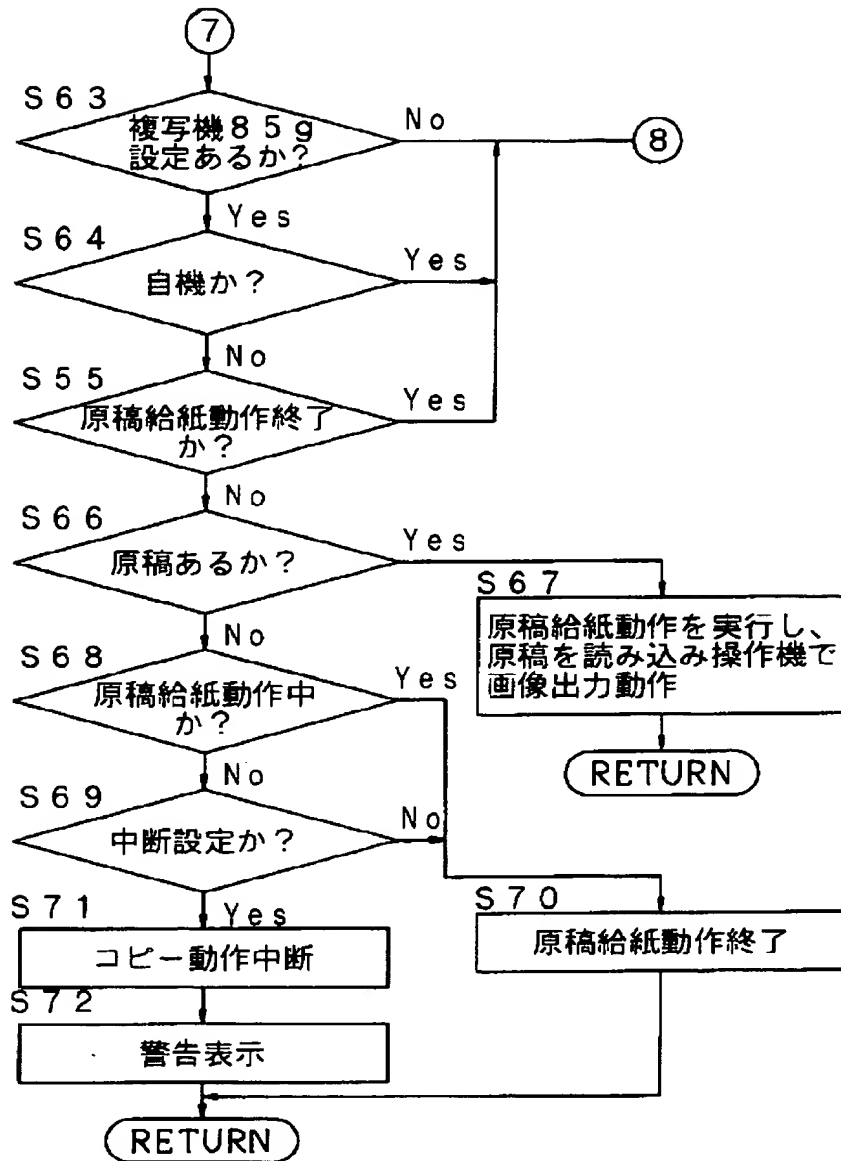 ⑦
S63
複写機85g
設定あるか?
No
⑧
Yes
S64
自機か?
Yes
No
S55
原稿給紙動作終了
か?
Yes
No
S66
原稿あるか?
Yes
S67
原稿給紙動作を実行し、
原稿を読み込み操作機で
画像出力動作
RETURN
No
S68
原稿給紙動作中
か?
Yes
No
S69
中断設定か?
No
S70
原稿給紙動作終了
Yes
S71
コピー動作中断
S72
警告表示
RETURN